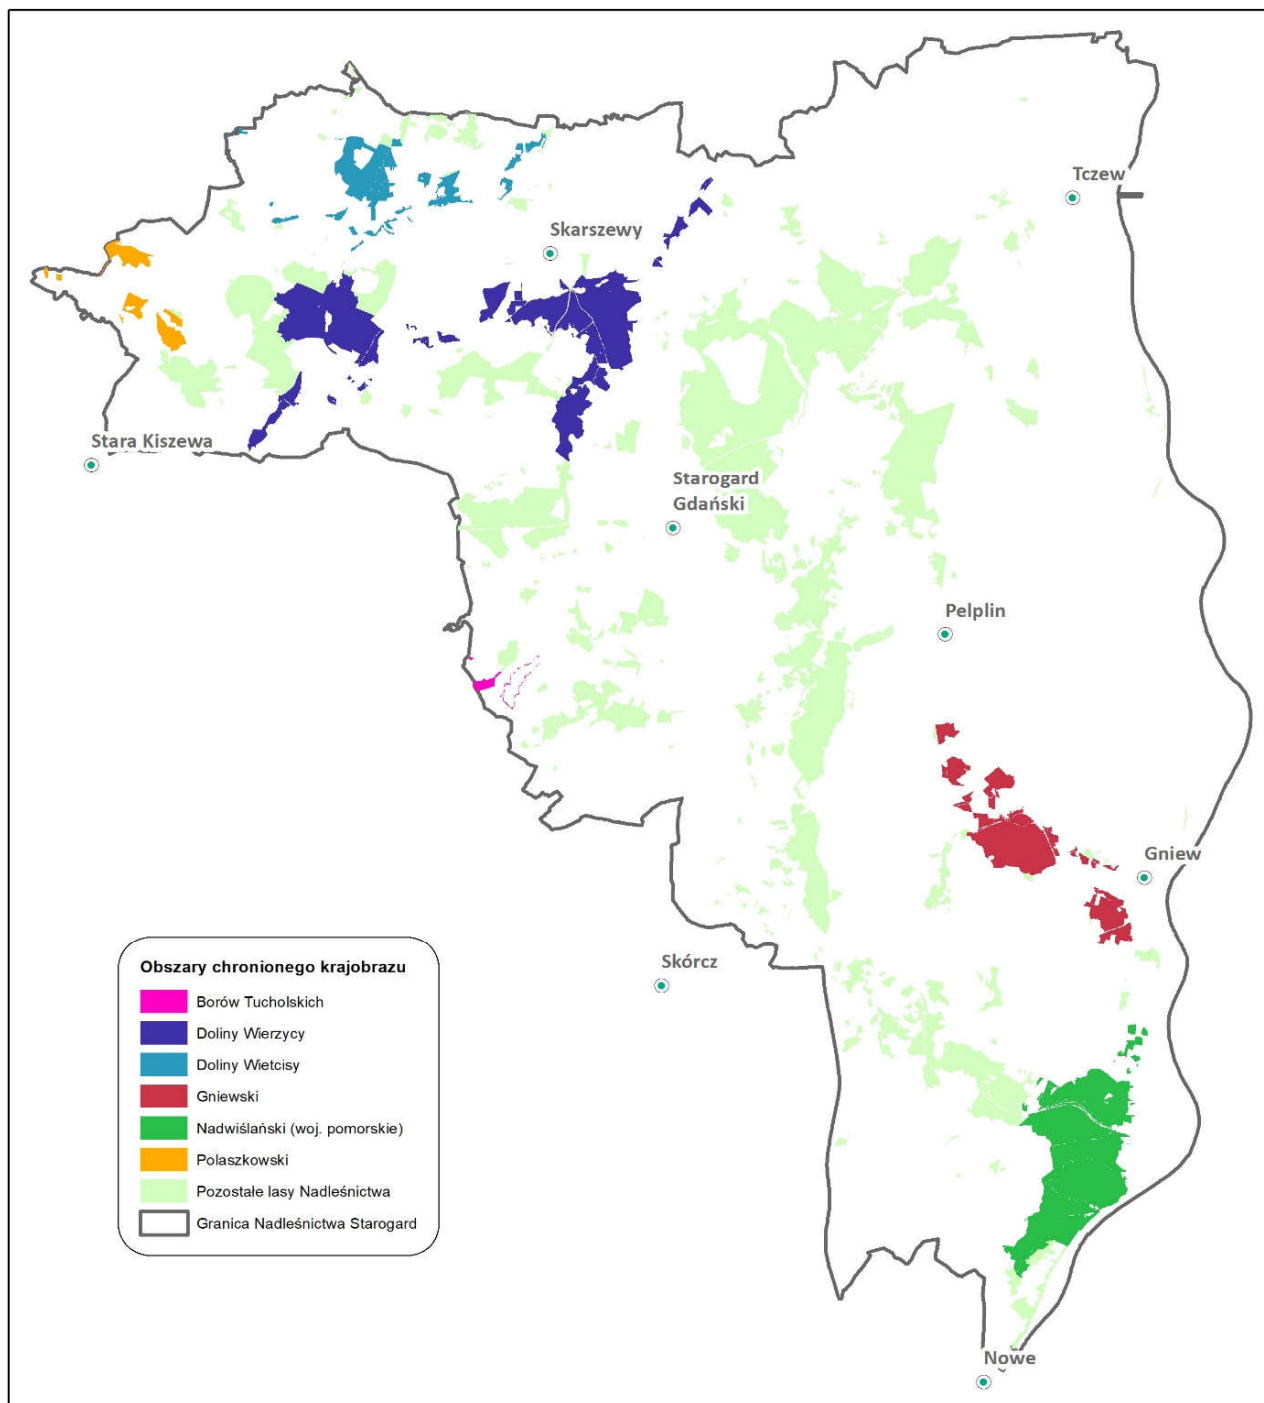 Tczew
Skarszewy
Stara Kiszewa
Starogard
Gdański
Pelplin
Gniew
Skórcz
Nowe
Obszary chronionego krajobrazu
Borów Tucholskich
Doliny Wierzycy
Doliny Wietcisy
Gniewski
Nadwiślański (woj. pomorskie)
Polaszkowski
Pozostałe lasy Nadleśnictwa
Granica Nadleśnictwa Starogard